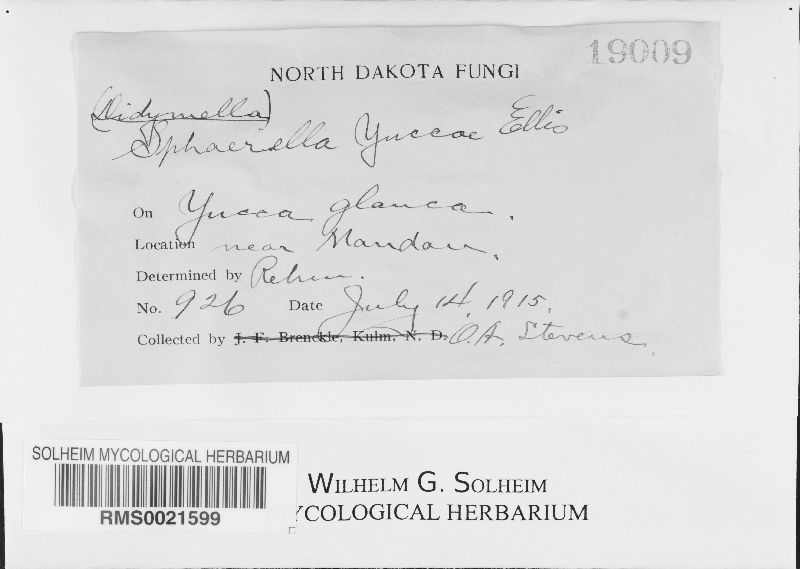 19009
NORTH DAKOTA FUNGI
(Didymella)
Sphaerella Yuccae Ellis
On Yucca glauca.
Location near Mandan.
Determined by Rehm.
No. 926 Date July 14, 1915.
Collected by J. F. Brenckle, Kulm, N. D. O.A. Stevens.
SOLHEIM MYCOLOGICAL HERBARIUM
RMS0021599
WILHELM G. SOLHEIM
YCOLOGICAL HERBARIUM